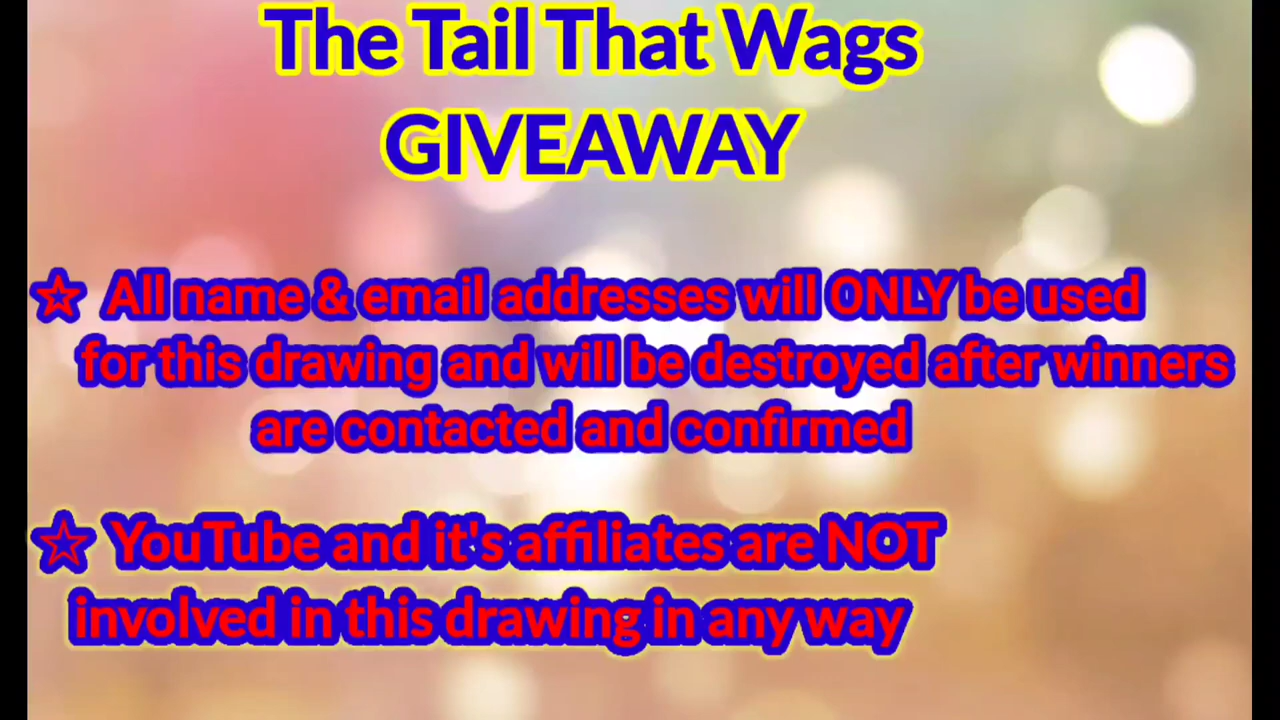 The Tail That Wags
GIVEAWAY
☆ All name & email addresses will ONLY be used
for this drawing and will be destroyed after winners
are contacted and confirmed
☆ YouTube and it's affiliates are NOT
involved in this drawing in any way